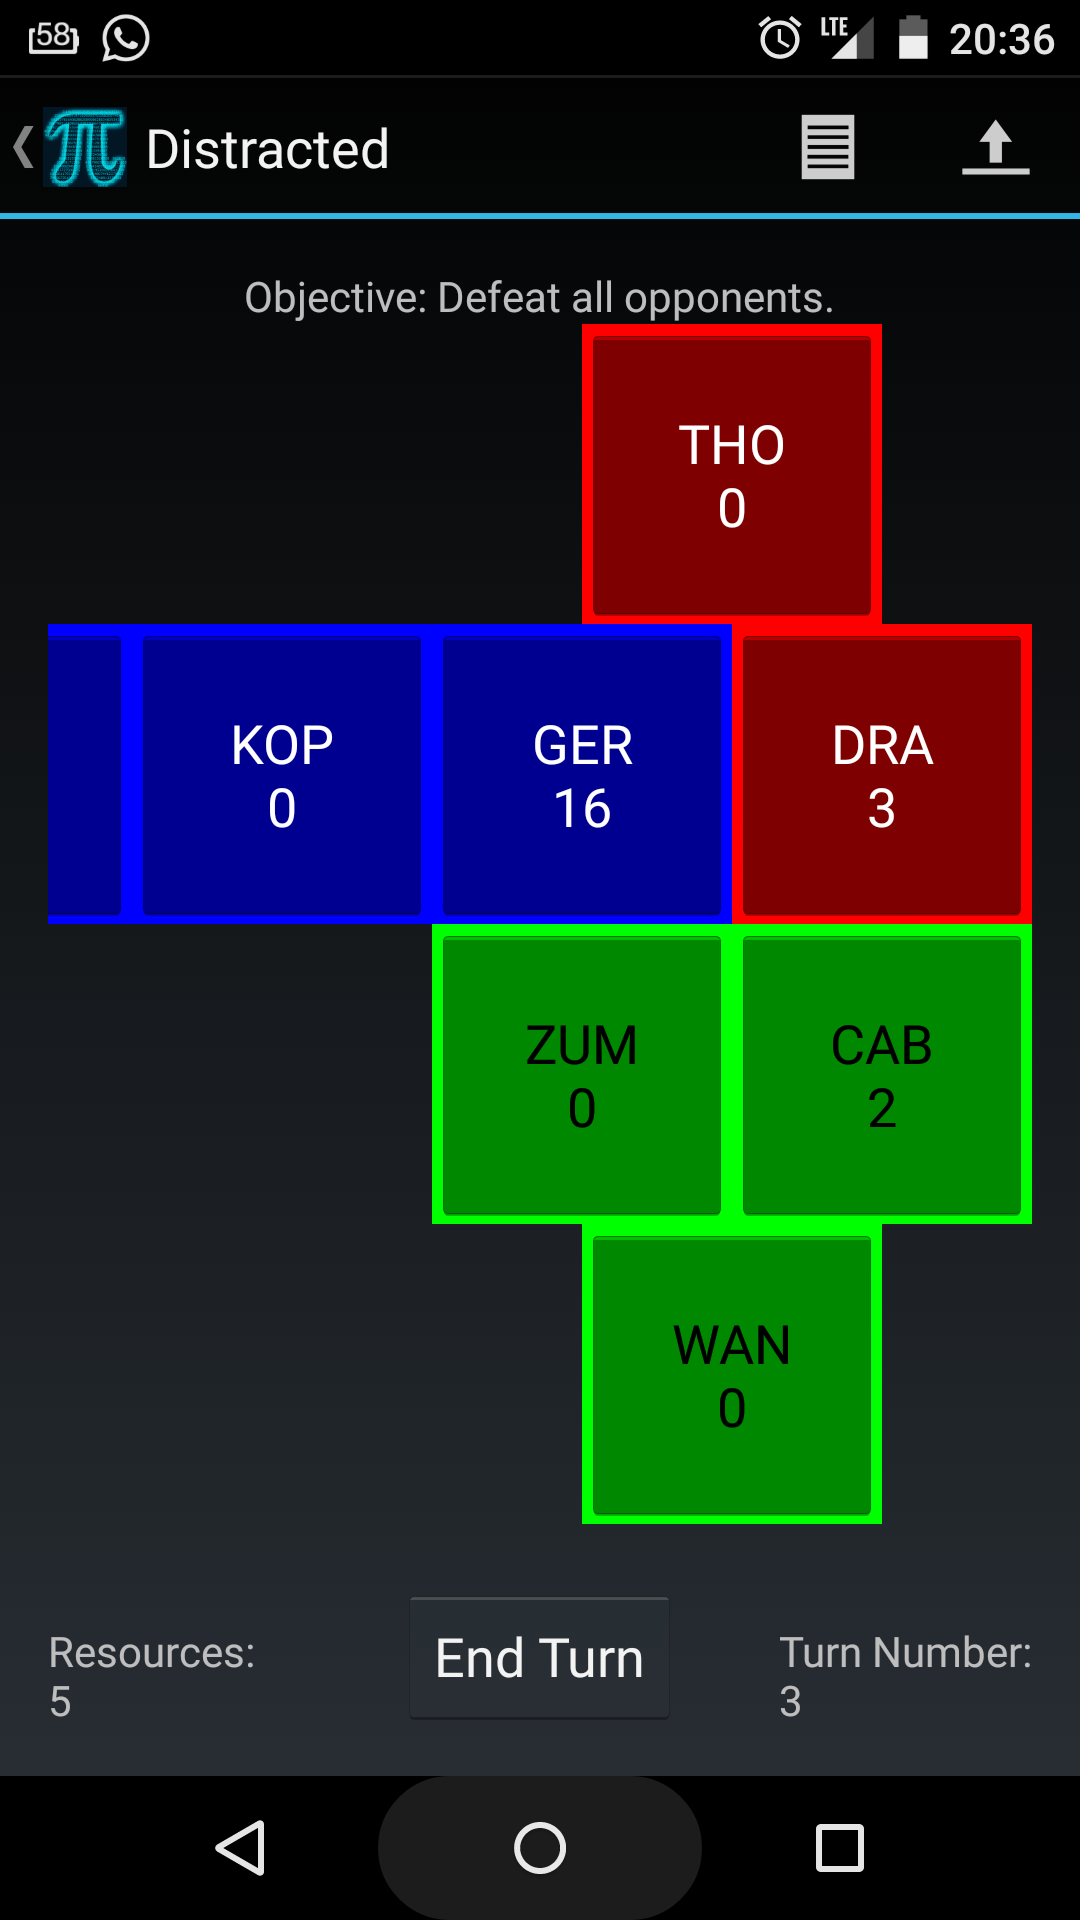 58
LTE
20:36
Distracted
Objective: Defeat all opponents.
THO
0
KOP
0
GER
16
DRA
3
ZUM
0
CAB
2
WAN
0
Resources:
5
End Turn
Turn Number:
3